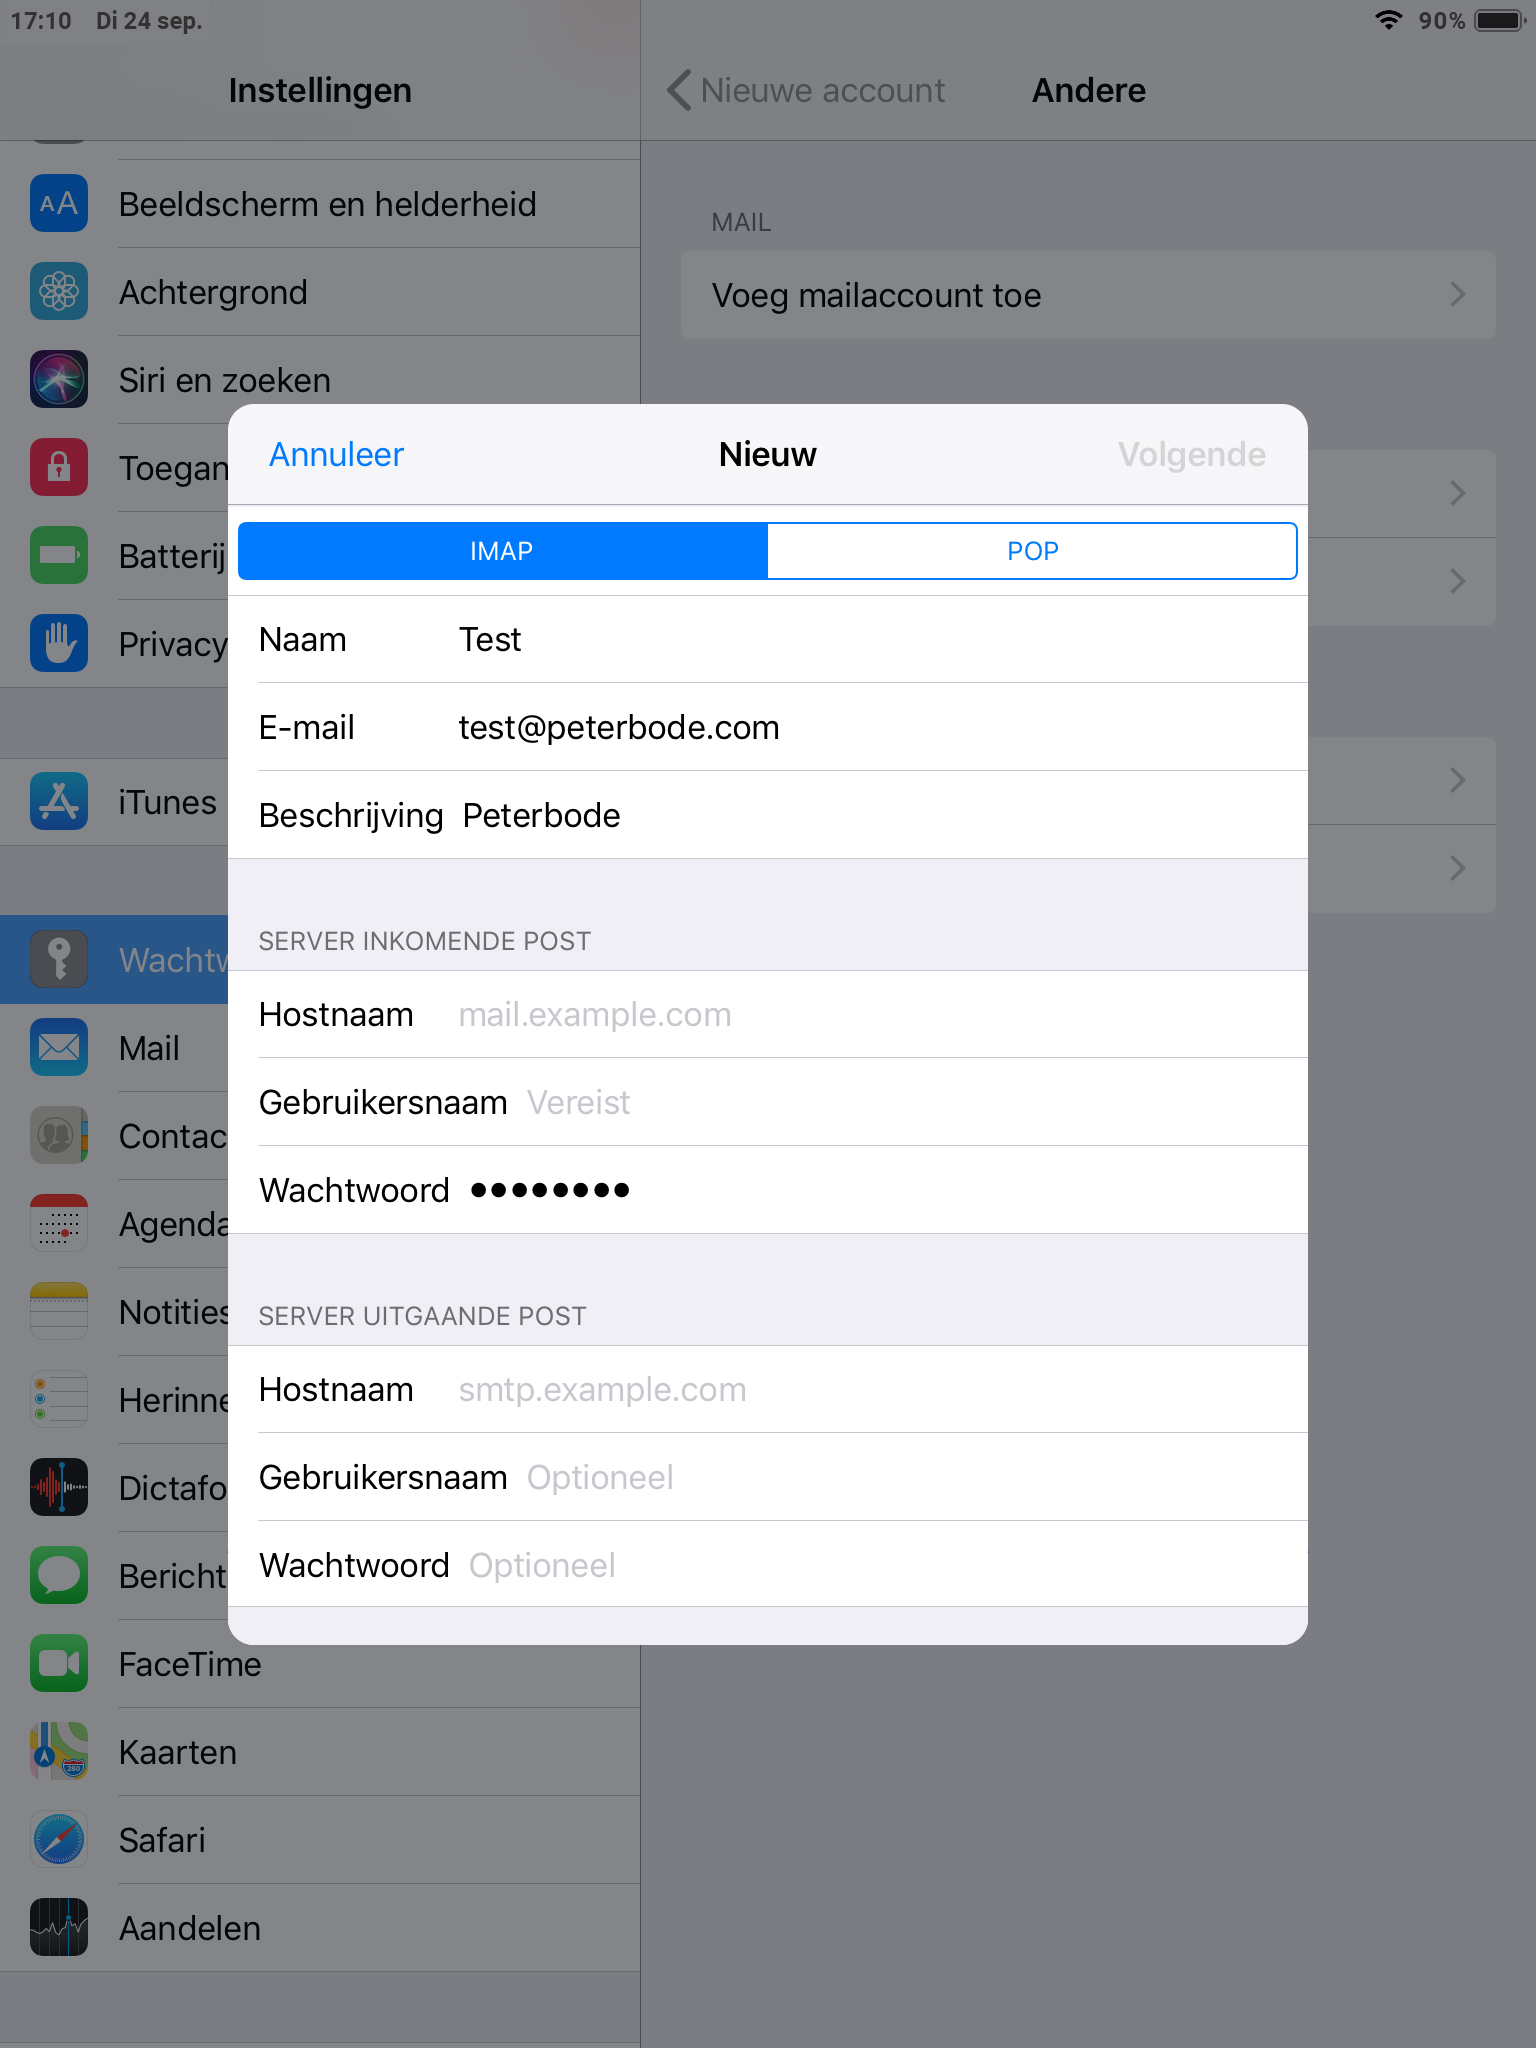 17:10 Di 24 sep. 90%
Instellingen
Nieuwe account Andere
Beeldscherm en helderheid
Achtergrond
Siri en zoeken
Toegan
Batterij
Privacy
iTunes
Wachtw
Mail
Contac
Agenda
Notities
Herinne
Dictafo
Bericht
FaceTime
Kaarten
Safari
Aandelen
MAIL
Voeg mailaccount toe
Annuleer Nieuw Volgende
IMAP POP
Naam Test
E-mail test@peterbode.com
Beschrijving Peterbode
SERVER INKOMENDE POST
Hostnaam mail.example.com
Gebruikersnaam Vereist
Wachtwoord ●●●●●●●●
SERVER UITGAANDE POST
Hostnaam smtp.example.com
Gebruikersnaam Optioneel
Wachtwoord Optioneel